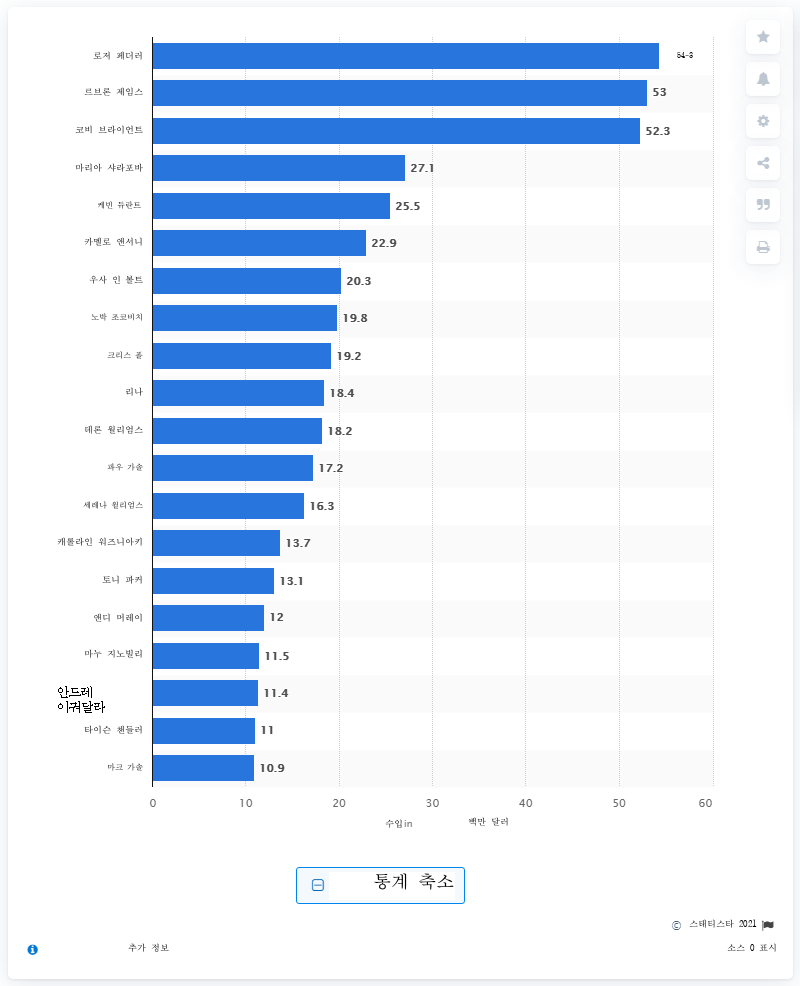 로저 페더러
54-3
르브론 제임스
53
코비 브라이언트
52.3
마리아 샤라포바
27.1
케빈 듀란트
25.5
카멜로 앤서니
22.9
우사 인 볼트
20.3
노박 조코비치
19.8
크리스 폴
19.2
리나
18.4
데론 윌리엄스
18.2
파우 가솔
17.2
세레나 윌리엄스
16.3
캐롤라인 워즈니아키
13.7
토니 파커
13.1
앤디 머레이
12
마누 지노빌리
11.5
안드레
이궈달라
11.4
타이슨 챈들러
11
마크 가솔
10.9
0 10 20 30 40 50 60
수입in 백만 달러
통계 축소
© 스태티스타 2021
추가 정보
소스 0 표시